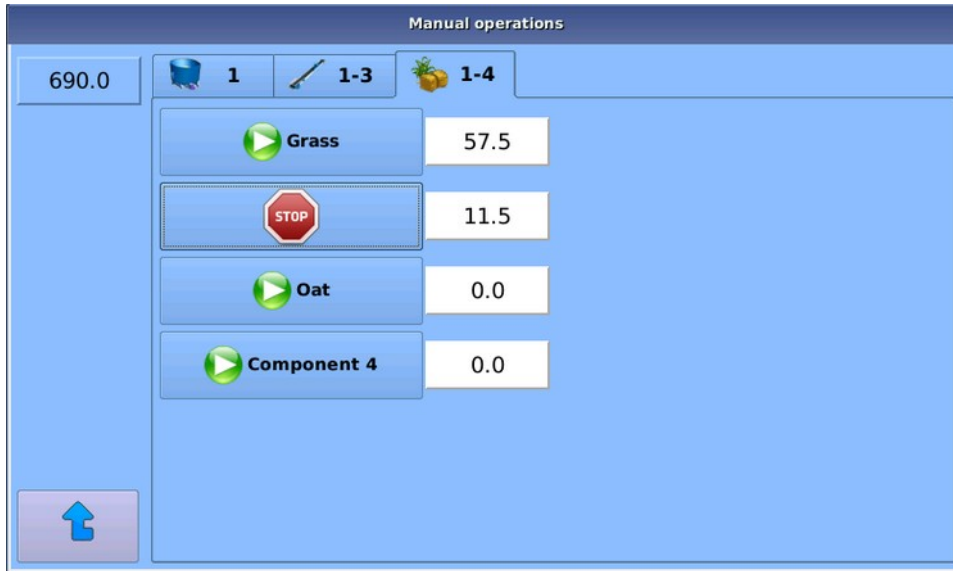 Manual operations
690.0
1
1-3
1-4
Grass
57.5
STOP
11.5
Oat
0.0
Component 4
0.0